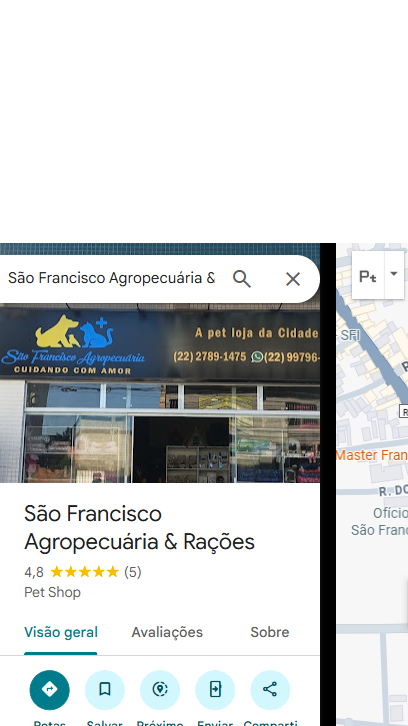 São Francisco Agropecuária &
São Francisco Agropecuária
CUIDANDO COM AMOR
A pet loja da Cidade
(22) 2789-1475 (22) 99796-
São Francisco
Agropecuária & Rações
4,8 (5)
Pet Shop
Visão geral Avaliações Sobre
Rotas Salvar Próximo Enviar Comparti
SFI
Master Fran
R. DO
Ofício
São Franc